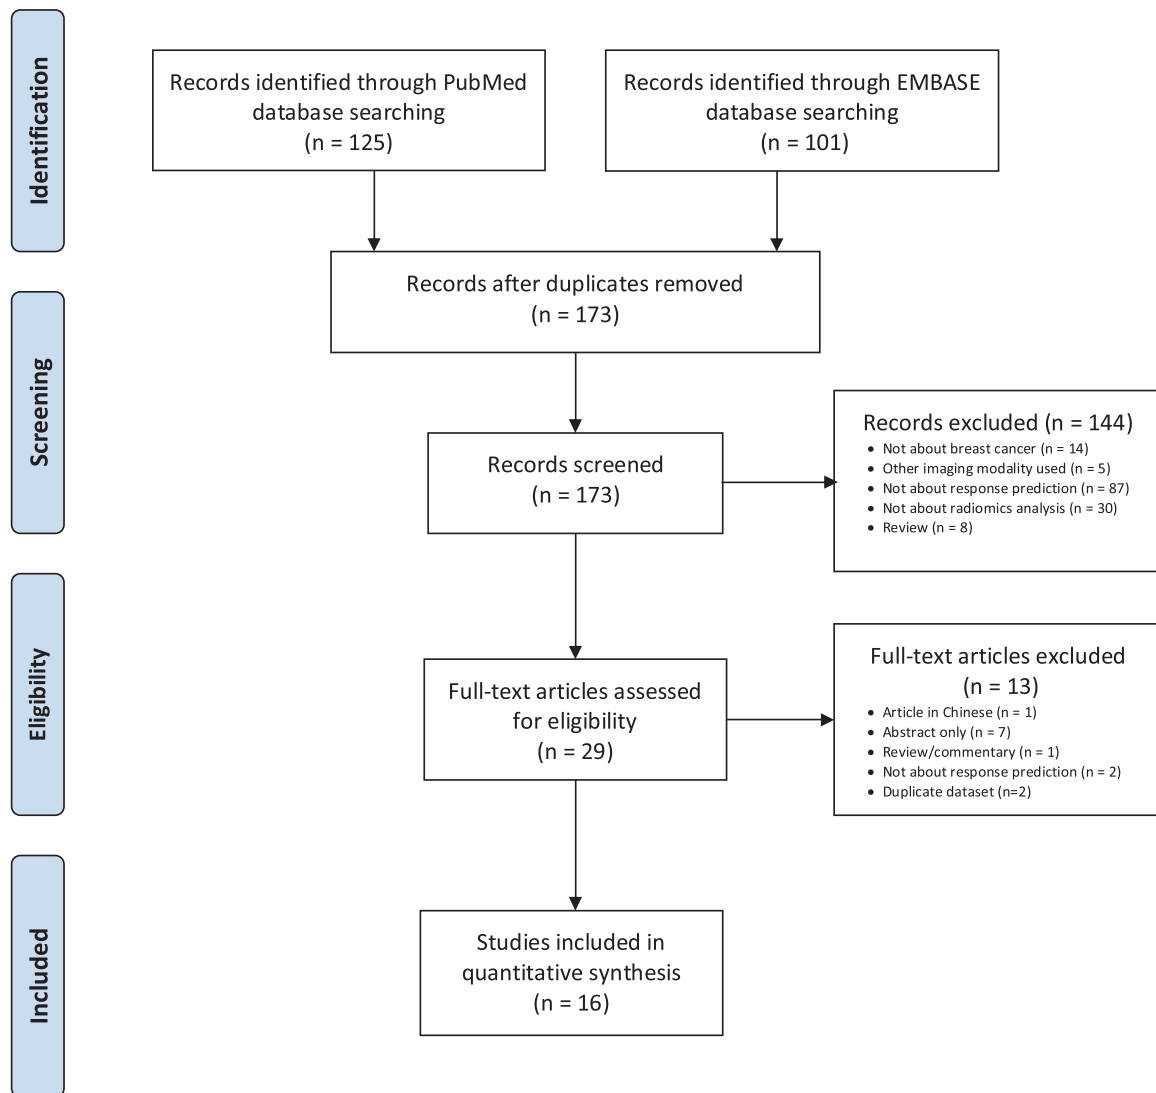 Identification
Records identified through PubMed
database searching
(n = 125)
Records identified through EMBASE
database searching
(n = 101)
Records after duplicates removed
(n = 173)
Screening
Records screened
(n = 173)
Records excluded (n = 144)
• Not about breast cancer (n = 14)
• Other imaging modality used (n = 5)
• Not about response prediction (n = 87)
• Not about radiomics analysis (n = 30)
• Review (n = 8)
Eligibility
Full-text articles assessed
for eligibility
(n = 29)
Full-text articles excluded
(n = 13)
• Article in Chinese (n = 1)
• Abstract only (n = 7)
• Review/commentary (n = 1)
• Not about response prediction (n = 2)
• Duplicate dataset (n=2)
Included
Studies included in
quantitative synthesis
(n = 16)